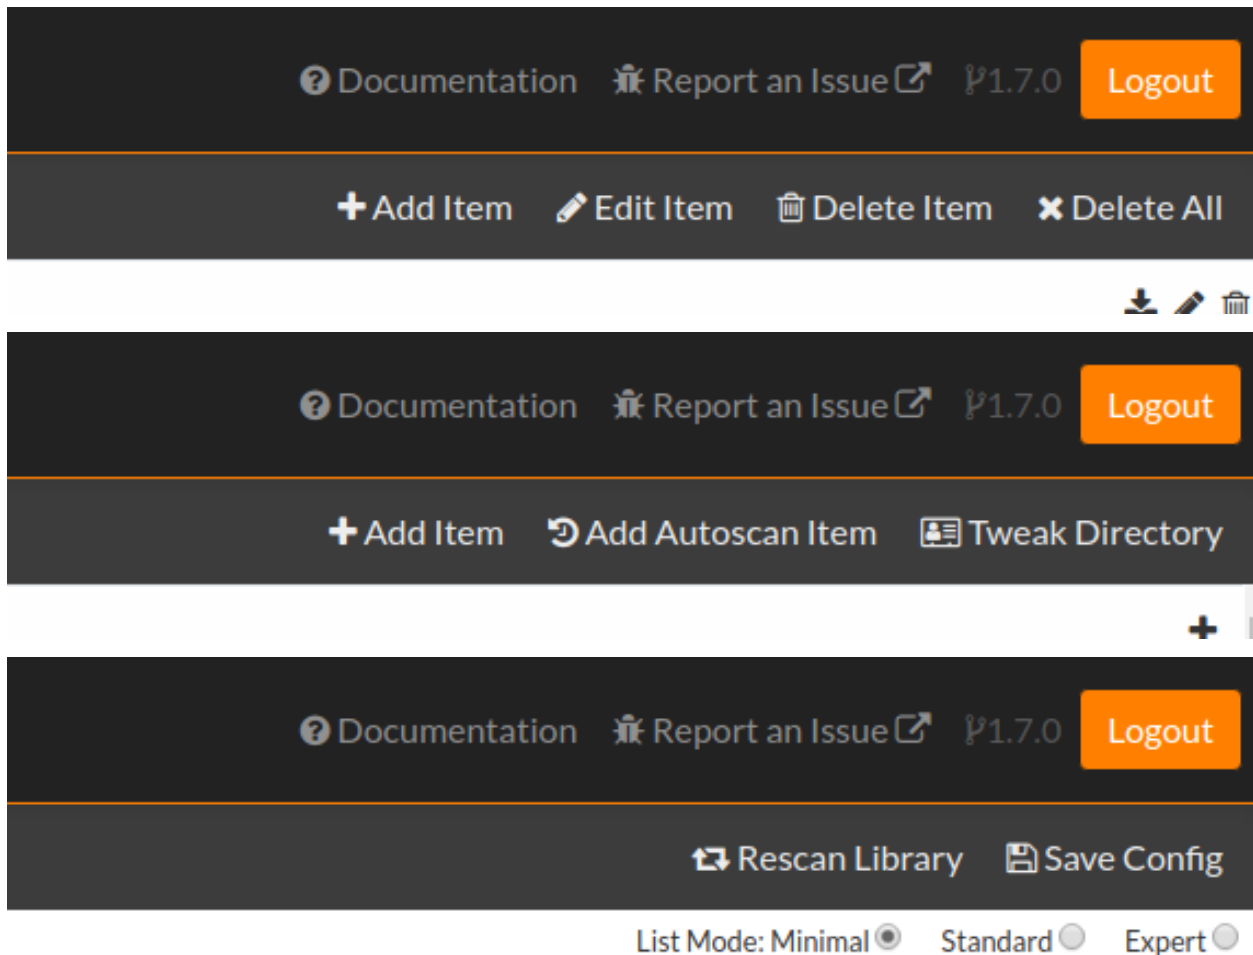 Documentation Report an Issue 1.7.0 Logout
Add Item Edit Item Delete Item Delete All
Documentation Report an Issue 1.7.0 Logout
Add Item Add Autoscan Item Tweak Directory
Documentation Report an Issue 1.7.0 Logout
Rescan Library Save Config
List Mode: Minimal Standard Expert